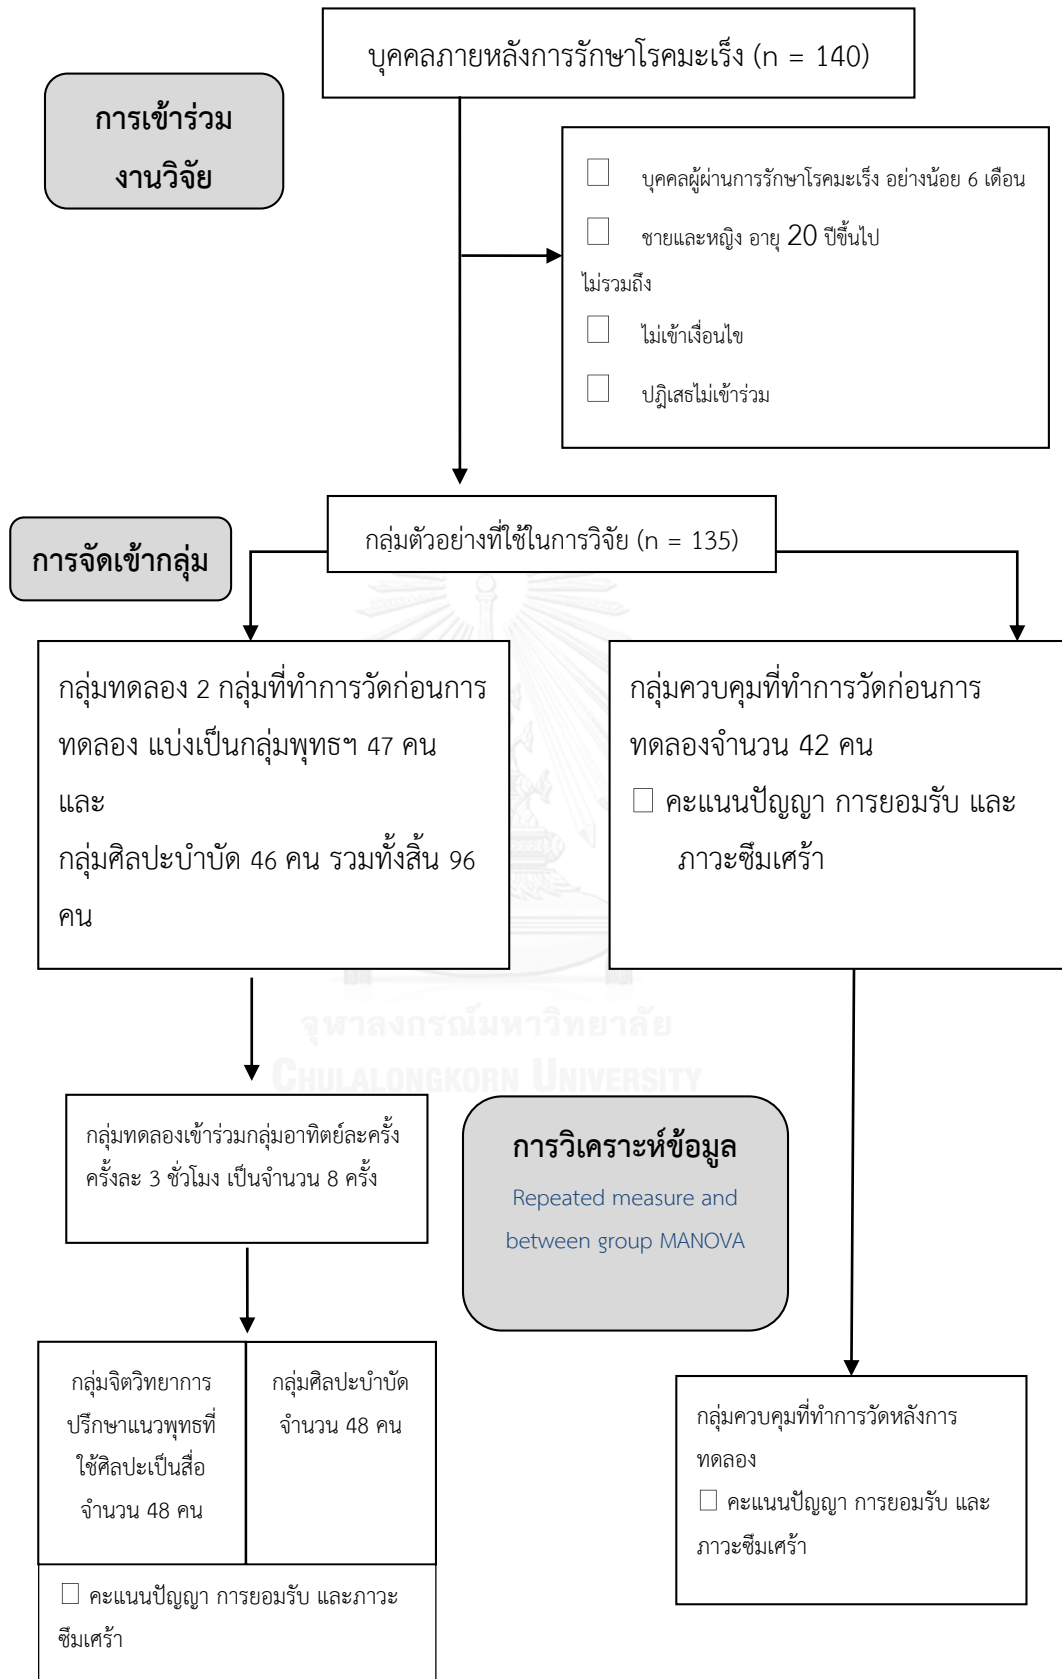 บุคคลภายหลังการรักษาโรคมะเร็ง (n = 140)
การเข้าร่วม
งานวิจัย
☐ บุคคลผู้ผ่านการรักษาโรคมะเร็ง อย่างน้อย 6 เดือน
☐ ชายและหญิง อายุ 20 ปีขึ้นไป
ไม่รวมถึง
☐ ไม่เข้าเงื่อนไข
☐ ปฎิเสธไม่เข้าร่วม
กลุ่มตัวอย่างที่ใช้ในการวิจัย (n = 135)
การจัดเข้ากลุ่ม
กลุ่มทดลอง 2 กลุ่มที่ทำการวัดก่อนการ
ทดลอง แบ่งเป็นกลุ่มพุทธฯ 47 คน
และ
กลุ่มศิลปะบำบัด 46 คน รวมทั้งสิ้น 96
คน
กลุ่มควบคุมที่ทำการวัดก่อนการ
ทดลองจำนวน 42 คน
☐ คะแนนปัญญา การยอมรับ และ
ภาวะซึมเศร้า
จุฬาลงกรณ์มหาวิทยาลัย
CHULALONGKORN UNIVERSITY
กลุ่มทดลองเข้าร่วมกลุ่มอาทิตย์ละครั้ง
ครั้งละ 3 ชั่วโมง เป็นจำนวน 8 ครั้ง
การวิเคราะห์ข้อมูล
Repeated measure and
between group MANOVA
กลุ่มจิตวิทยาการ
ปรึกษาแนวพุทธที่
ใช้ศิลปะเป็นสื่อ
จำนวน 48 คน
กลุ่มศิลปะบำบัด
จำนวน 48 คน
☐ คะแนนปัญญา การยอมรับ และภาวะ
ซึมเศร้า
กลุ่มควบคุมที่ทำการวัดหลังการ
ทดลอง
☐ คะแนนปัญญา การยอมรับ และ
ภาวะซึมเศร้า